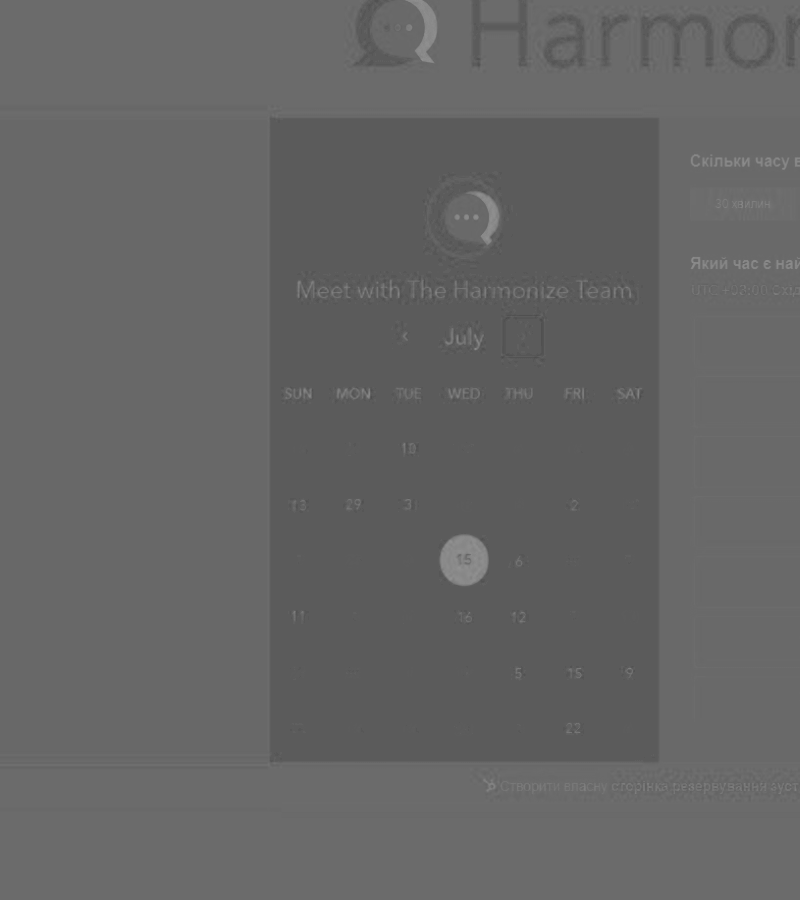 Harmon
Скільки часу в
30 хвилин
Meet with The Harmonize Team
Який час є най
July
SUN MON TUE WED THU FRI SAT
10
13 29 3 2
15 6
11 16 12
5 15 9
22
Створити власну сторінку резервування зуст